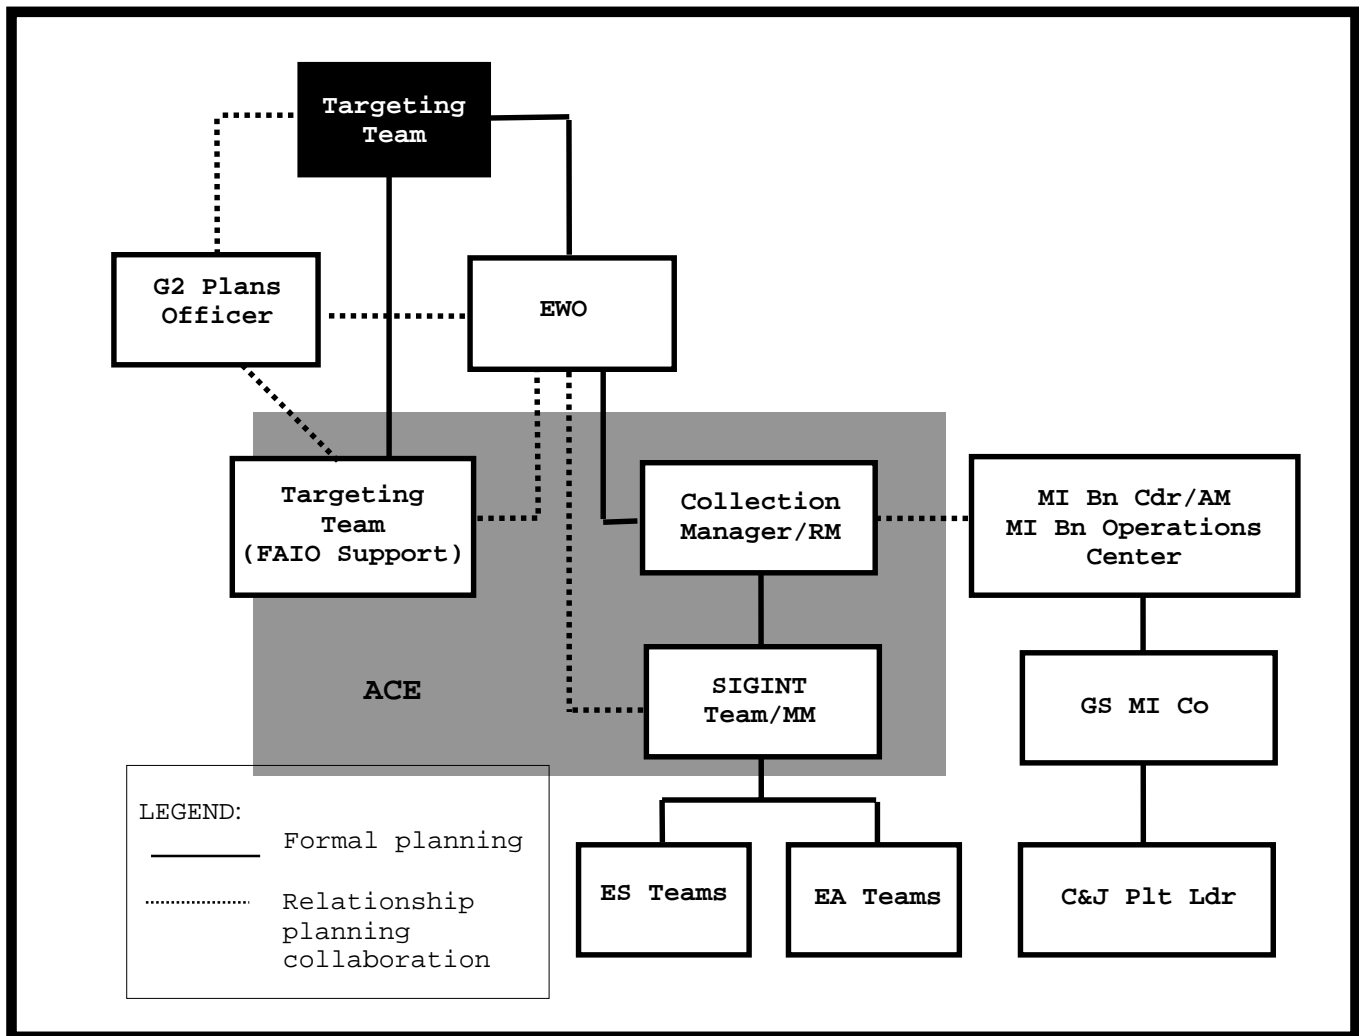 Targeting
Team
G2 Plans
Officer
EWO
Targeting
Team
(FAIO Support)
Collection
Manager/RM
MI Bn Cdr/AM
MI Bn Operations
Center
ACE
SIGINT
Team/MM
GS MI Co
LEGEND:
Formal planning
Relationship
planning
collaboration
ES Teams
EA Teams
C&J Plt Ldr